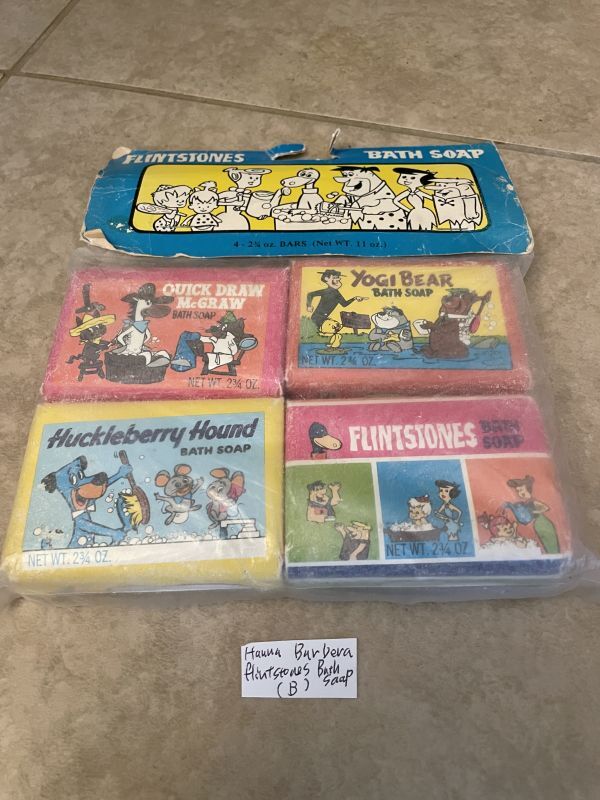 FLINTSTONES BATH SOAP
4 - 2¾ oz. BARS (Net WT. 11 oz.)
QUICK DRAW
McGRAW
BATH SOAP
NET WT. 2¾ OZ.
YOGI BEAR
BATH SOAP
NET WT. 2¾ OZ.
Huckleberry Hound
BATH SOAP
NET WT. 2¾ OZ.
FLINTSTONES BATH
SOAP
NET WT. 2¾ OZ.
Hanna Barbera
flintstones Bath
(B) soap